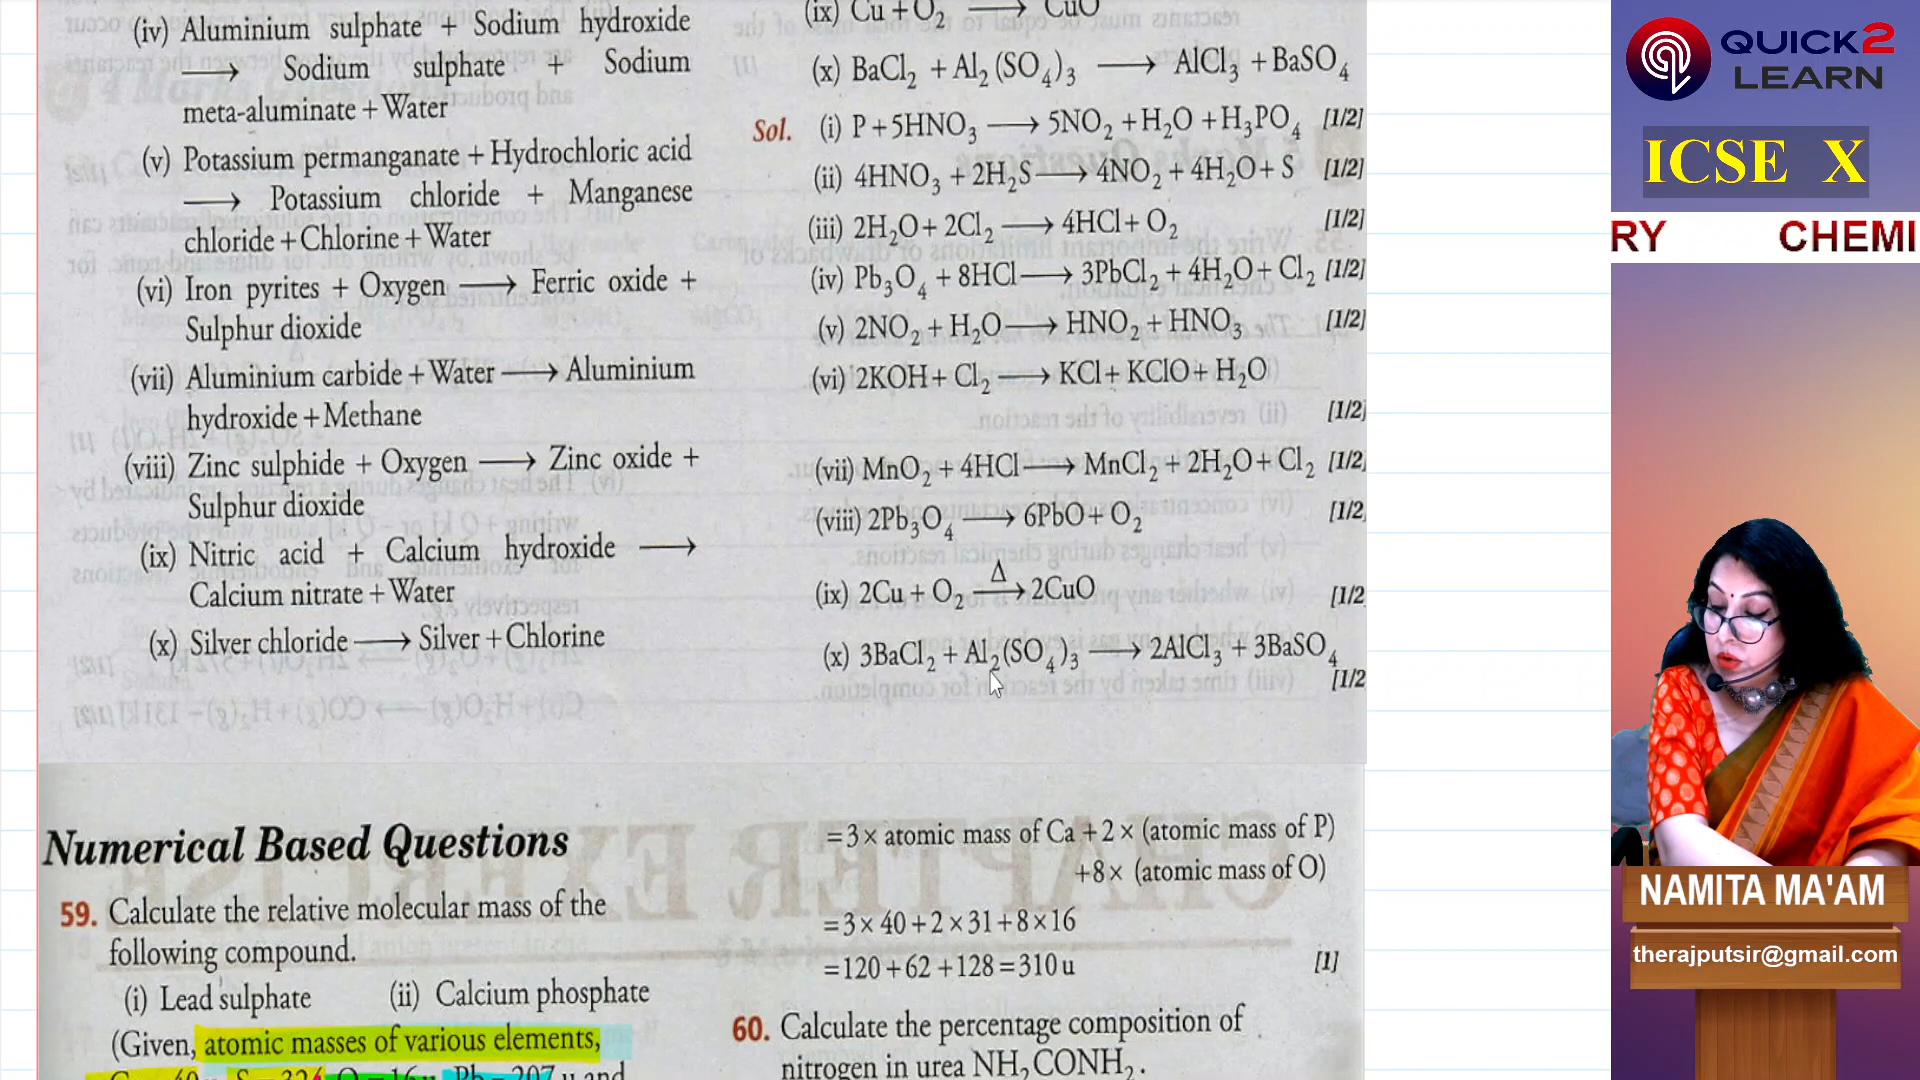 (iv) Aluminium sulphate + Sodium hydroxide
⟶ Sodium sulphate + Sodium
meta-aluminate + Water
(v) Potassium permanganate + Hydrochloric acid
⟶ Potassium chloride + Manganese
chloride + Chlorine + Water
(vi) Iron pyrites + Oxygen ⟶ Ferric oxide +
Sulphur dioxide
(vii) Aluminium carbide + Water ⟶ Aluminium
hydroxide + Methane
(viii) Zinc sulphide + Oxygen ⟶ Zinc oxide +
Sulphur dioxide
(ix) Nitric acid + Calcium hydroxide ⟶
Calcium nitrate + Water
(x) Silver chloride ⟶ Silver + Chlorine
(ix) Cu + O₂ ⟶ CuO
(x) BaCl₂ + Al₂(SO₄)₃ ⟶ AlCl₃ + BaSO₄
Sol. (i) P + 5HNO₃ ⟶ 5NO₂ + H₂O + H₃PO₄ [1/2]
(ii) 4HNO₃ + 2H₂S ⟶ 4NO₂ + 4H₂O + S [1/2]
(iii) 2H₂O + 2Cl₂ ⟶ 4HCl + O₂ [1/2]
(iv) Pb₃O₄ + 8HCl ⟶ 3PbCl₂ + 4H₂O + Cl₂ [1/2]
(v) 2NO₂ + H₂O ⟶ HNO₂ + HNO₃ [1/2]
(vi) 2KOH + Cl₂ ⟶ KCl + KClO + H₂O
[1/2]
(vii) MnO₂ + 4HCl ⟶ MnCl₂ + 2H₂O + Cl₂ [1/2]
(viii) 2Pb₃O₄ ⟶ 6PbO + O₂ [1/2
(ix) 2Cu + O₂ ⟶Δ 2CuO [1/2
(x) 3BaCl₂ + Al₂(SO₄)₃ ⟶ 2AlCl₃ + 3BaSO₄
[1/2
Numerical Based Questions
59. Calculate the relative molecular mass of the
following compound.
(i) Lead sulphate (ii) Calcium phosphate
(Given, atomic masses of various elements,
= 3 × atomic mass of Ca + 2 × (atomic mass of P)
+ 8 × (atomic mass of O)
= 3 × 40 + 2 × 31 + 8 × 16
= 120 + 62 + 128 = 310 u [1]
60. Calculate the percentage composition of
nitrogen in urea NH₂CONH₂.
QUICK2
LEARN
ICSE X
RY CHEMI
NAMITA MA'AM
therajputsir@gmail.com